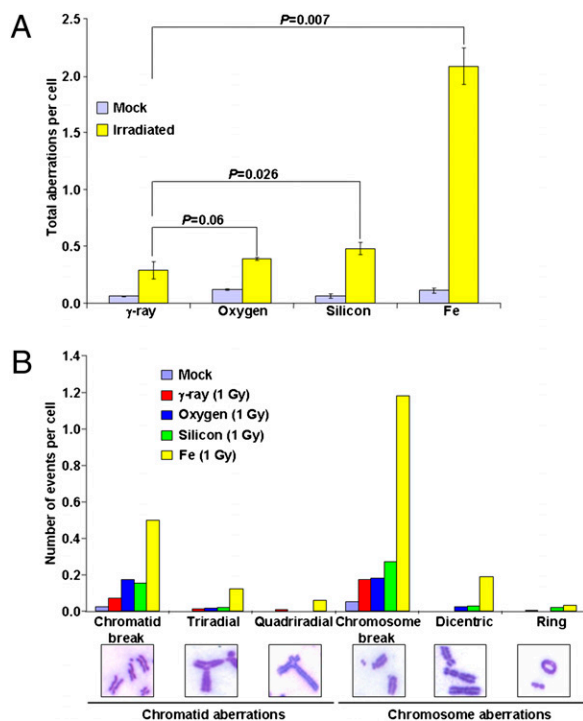 A
P=0.007
2.5
2.0
1.5
1.0
0.5
0.0
Total aberrations per cell
Mock
Irradiated
P=0.026
P=0.06
γ-ray Oxygen Silicon Fe
B
1.4
1.2
1.0
0.8
0.6
0.4
0.2
0.0
Number of events per cell
Mock
γ-ray (1 Gy)
Oxygen (1 Gy)
Silicon (1 Gy)
Fe (1 Gy)
Chromatid break Triradial Quadriradial Chromosome break Dicentric Ring
Chromatid aberrations Chromosome aberrations